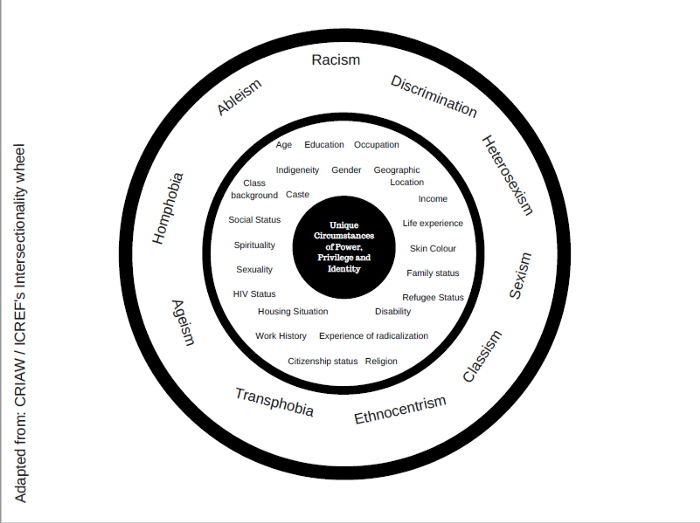 Adapted from: CRIAW / ICREF's Intersectionality wheel
Racism
Discrimination
Heterosexism
Sexism
Classism
Ethnocentrism
Transphobia
Ageism
Homphobia
Ableism
Age Education Occupation
Indigeneity Gender Geographic
Location
Class
background Caste
Income
Social Status
Life experience
Spirituality
Skin Colour
Sexuality
Family status
HIV Status
Refugee Status
Housing Situation
Disability
Work History Experience of radicalization
Citizenship status Religion
Unique
Circumstances
of Power,
Privilege and
Identity